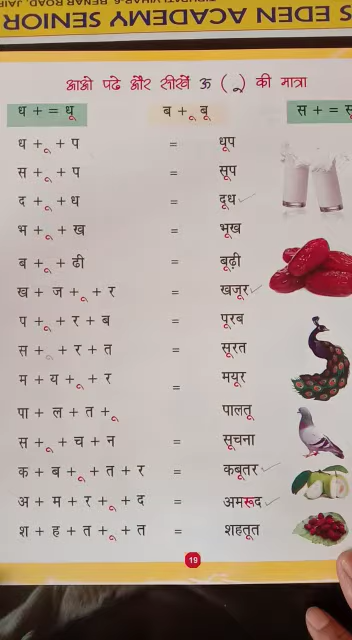 S EDEN ACADEMY SENIOR
आओ पढे और सीखें ऊ ( ू ) की मात्रा
ध + = धू ब + ू बू स + = स
ध + ू + प = धूप
स + ू + प = सूप
द + ू + ध = दूध
भ + ू + ख = भूख
ब + ू + ढी = बूढ़ी
ख + ज + ू + र = खजूर
प + ू + र + ब = पूरब
स + ू + र + त = सूरत
म + य + ू + र = मयूर
पा + ल + त + ू पालतू
स + ू + च + न = सूचना
क + ब + ू + त + र = कबूतर
अ + म + र + ू + द = अमरूद
श + ह + त + ू + त = शहतूत
19